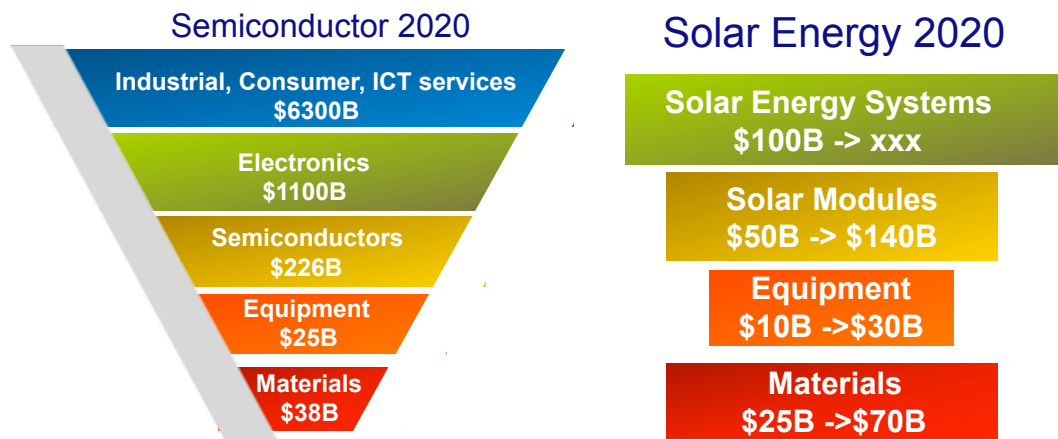 Semiconductor 2020
Industrial, Consumer, ICT services
$6300B
Electronics
$1100B
Semiconductors
$226B
Equipment
$25B
Materials
$38B
Solar Energy 2020
Solar Energy Systems
$100B -> xxx
Solar Modules
$50B -> $140B
Equipment
$10B ->$30B
Materials
$25B ->$70B